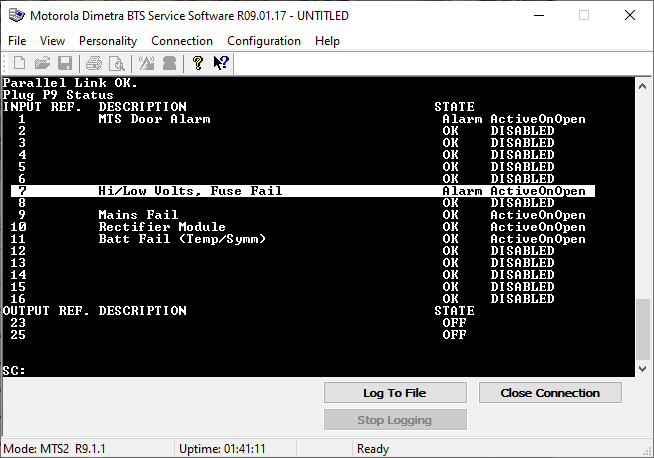 Motorola Dimetra BTS Service Software R09.01.17 - UNTITLED
File View Personality Connection Configuration Help
Parallel Link OK.
Plug P9 Status
INPUT REF. DESCRIPTION STATE
1 MTS Door Alarm Alarm ActiveOnOpen
2 OK DISABLED
3 OK DISABLED
4 OK DISABLED
5 OK DISABLED
6 OK DISABLED
7 Hi/Low Volts, Fuse Fail Alarm ActiveOnOpen
8 OK DISABLED
9 Mains Fail OK ActiveOnOpen
10 Rectifier Module OK ActiveOnOpen
11 Batt Fail (Temp/Symm) OK ActiveOnOpen
12 OK DISABLED
13 OK DISABLED
14 OK DISABLED
15 OK DISABLED
16 OK DISABLED
OUTPUT REF. DESCRIPTION STATE
23 OFF
25 OFF
SC:
Log To File Close Connection
Stop Logging
Mode: MTS2 R9.1.1 Uptime: 01:41:11 Ready